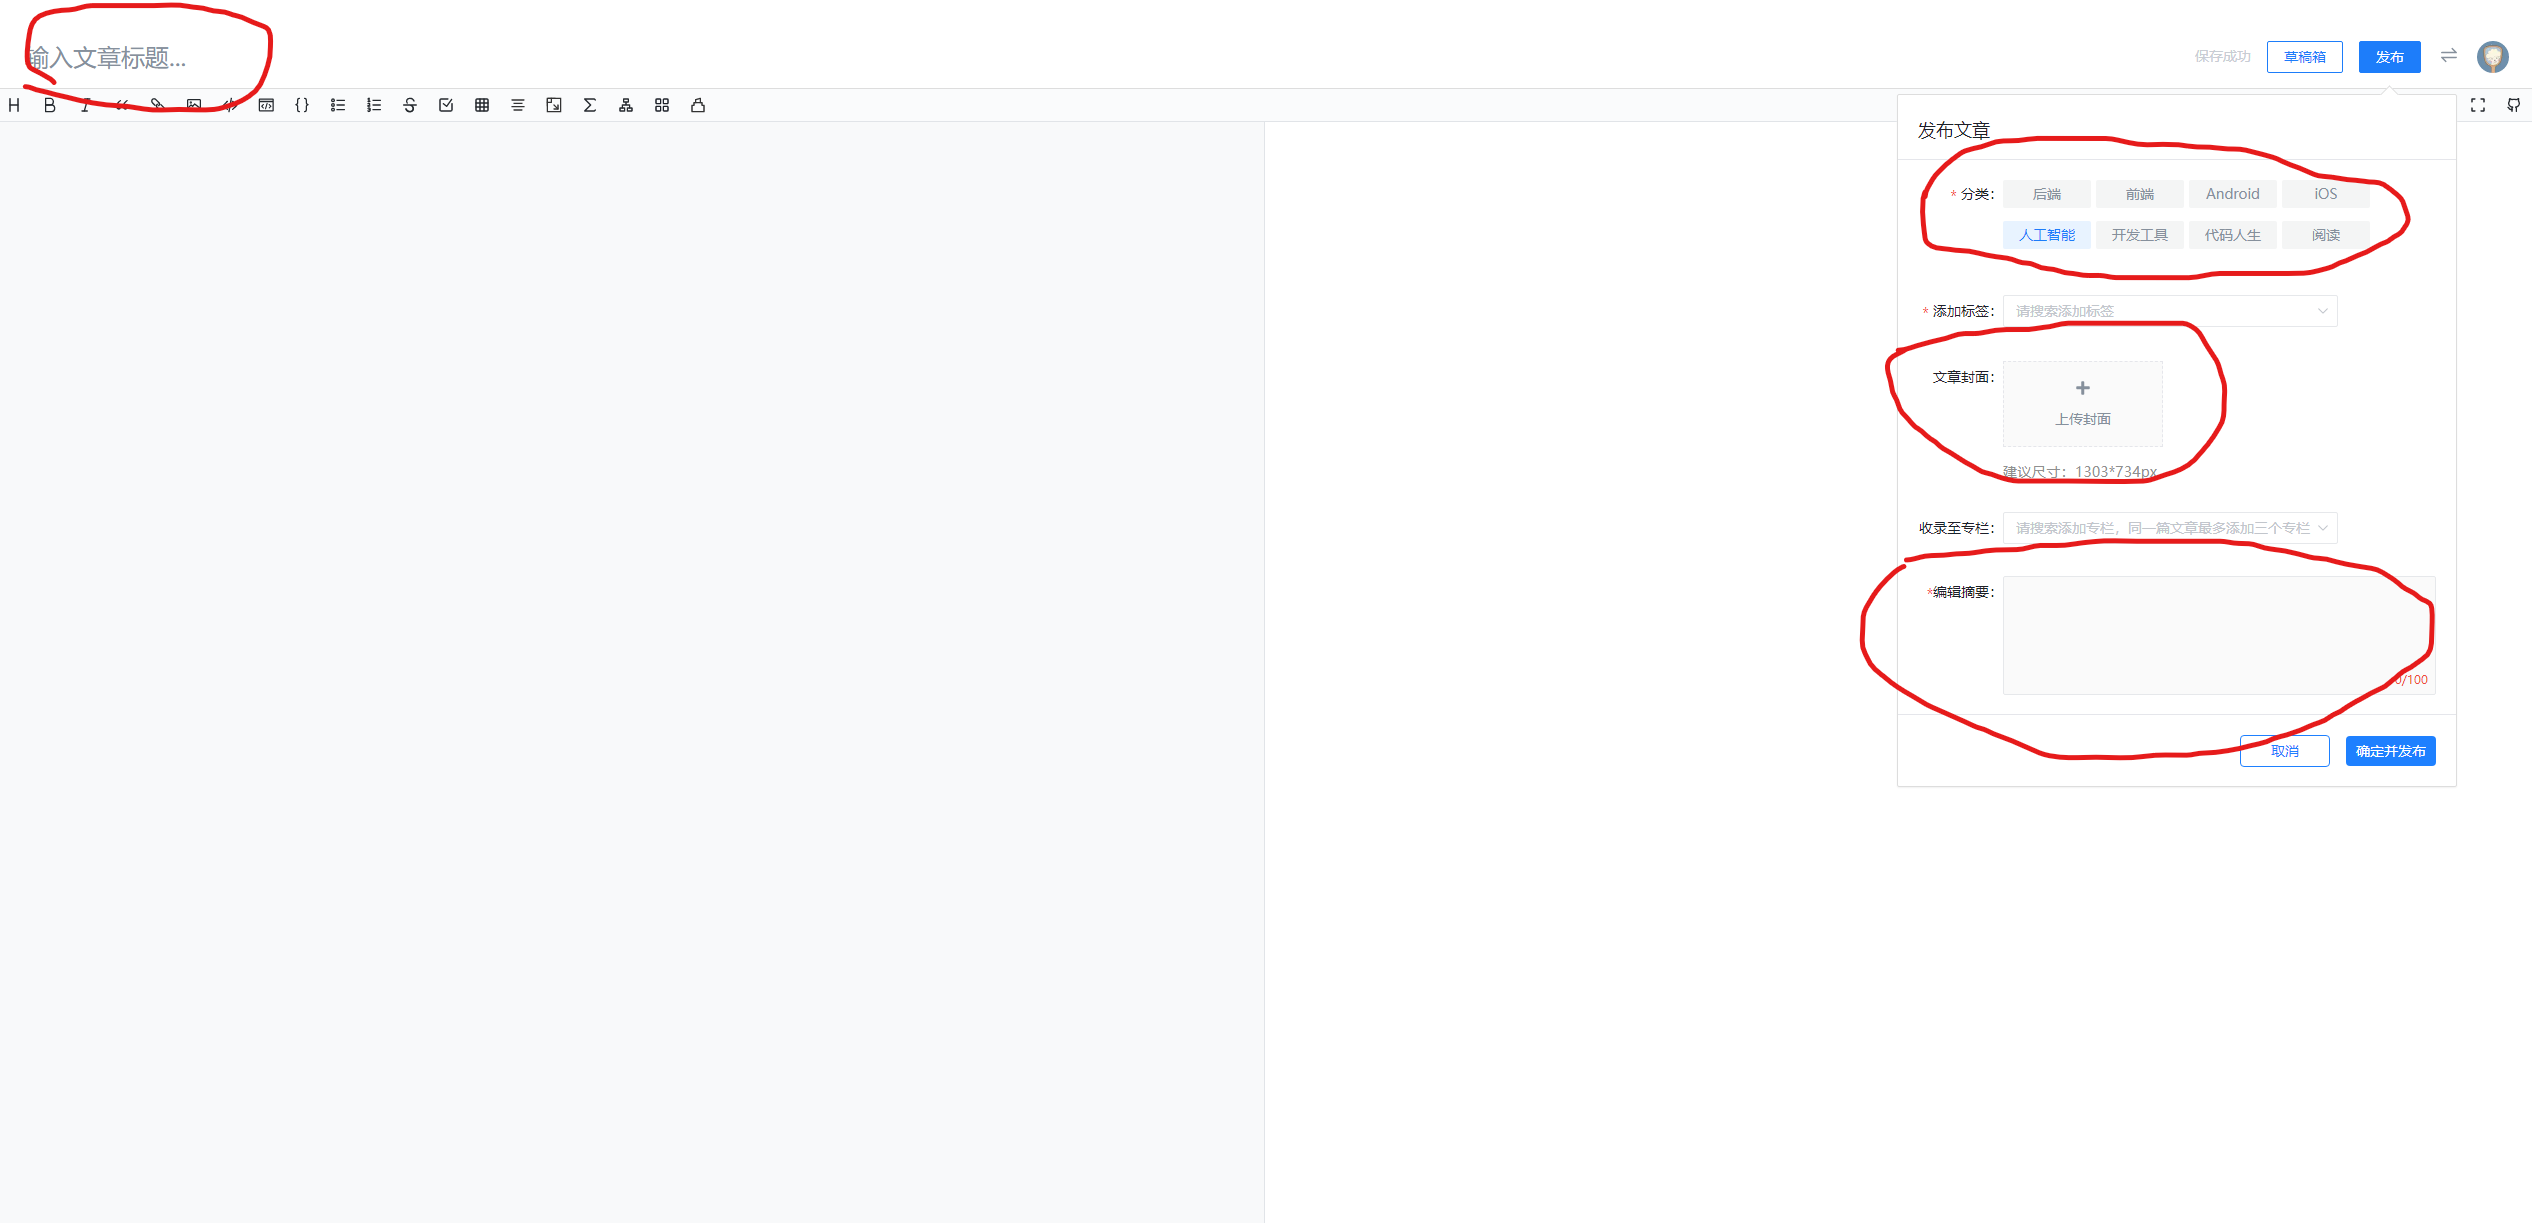 输入文章标题...
保存成功
草稿箱
发布
发布文章
* 分类：
后端
前端
Android
iOS
人工智能
开发工具
代码人生
阅读
* 添加标签：
请搜索添加标签
文章封面：
上传封面
建议尺寸：1303*734px
收录至专栏：
请搜索添加专栏，同一篇文章最多添加三个专栏
*编辑摘要：
0/100
取消
确定并发布